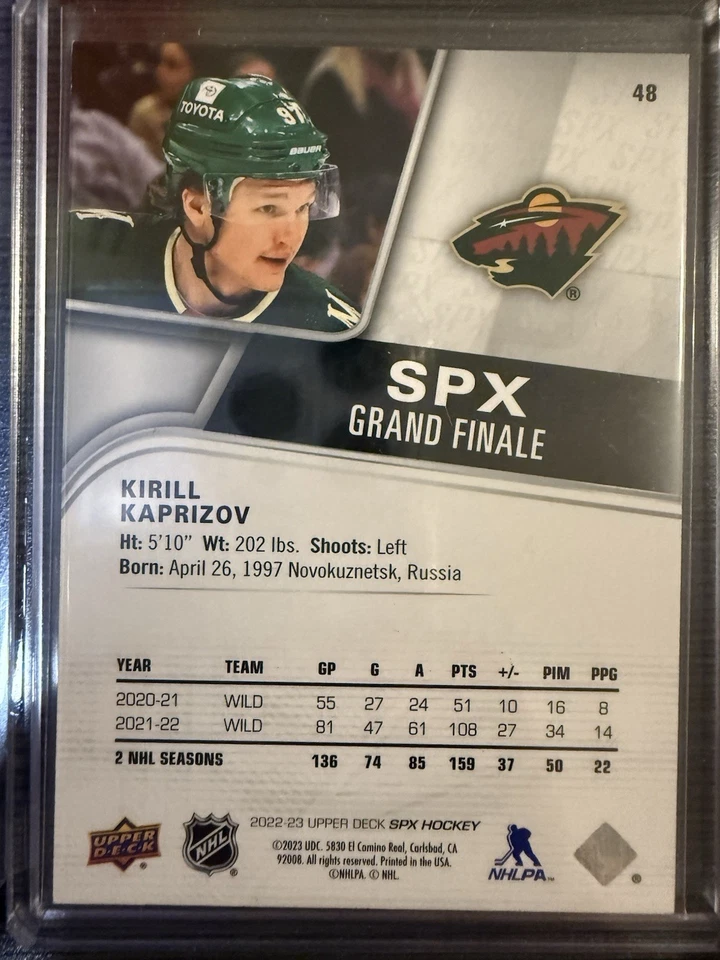 48
TOYOTA
97
BAUER
®
SPX
GRAND FINALE
KIRILL
KAPRIZOV
Ht: 5'10" Wt: 202 lbs. Shoots: Left
Born: April 26, 1997 Novokuznetsk, Russia
YEAR TEAM GP G A PTS +/- PIM PPG
2020-21 WILD 55 27 24 51 10 16 8
2021-22 WILD 81 47 61 108 27 34 14
2 NHL SEASONS 136 74 85 159 37 50 22
2022-23 UPPER DECK SPX HOCKEY
©2023 UDC. 5830 El Camino Real, Carlsbad, CA
92008. All rights reserved. Printed in the USA.
©NHLPA. © NHL.
UPPER
D·E·C·K ®
NHL ®
NHLPA™
®